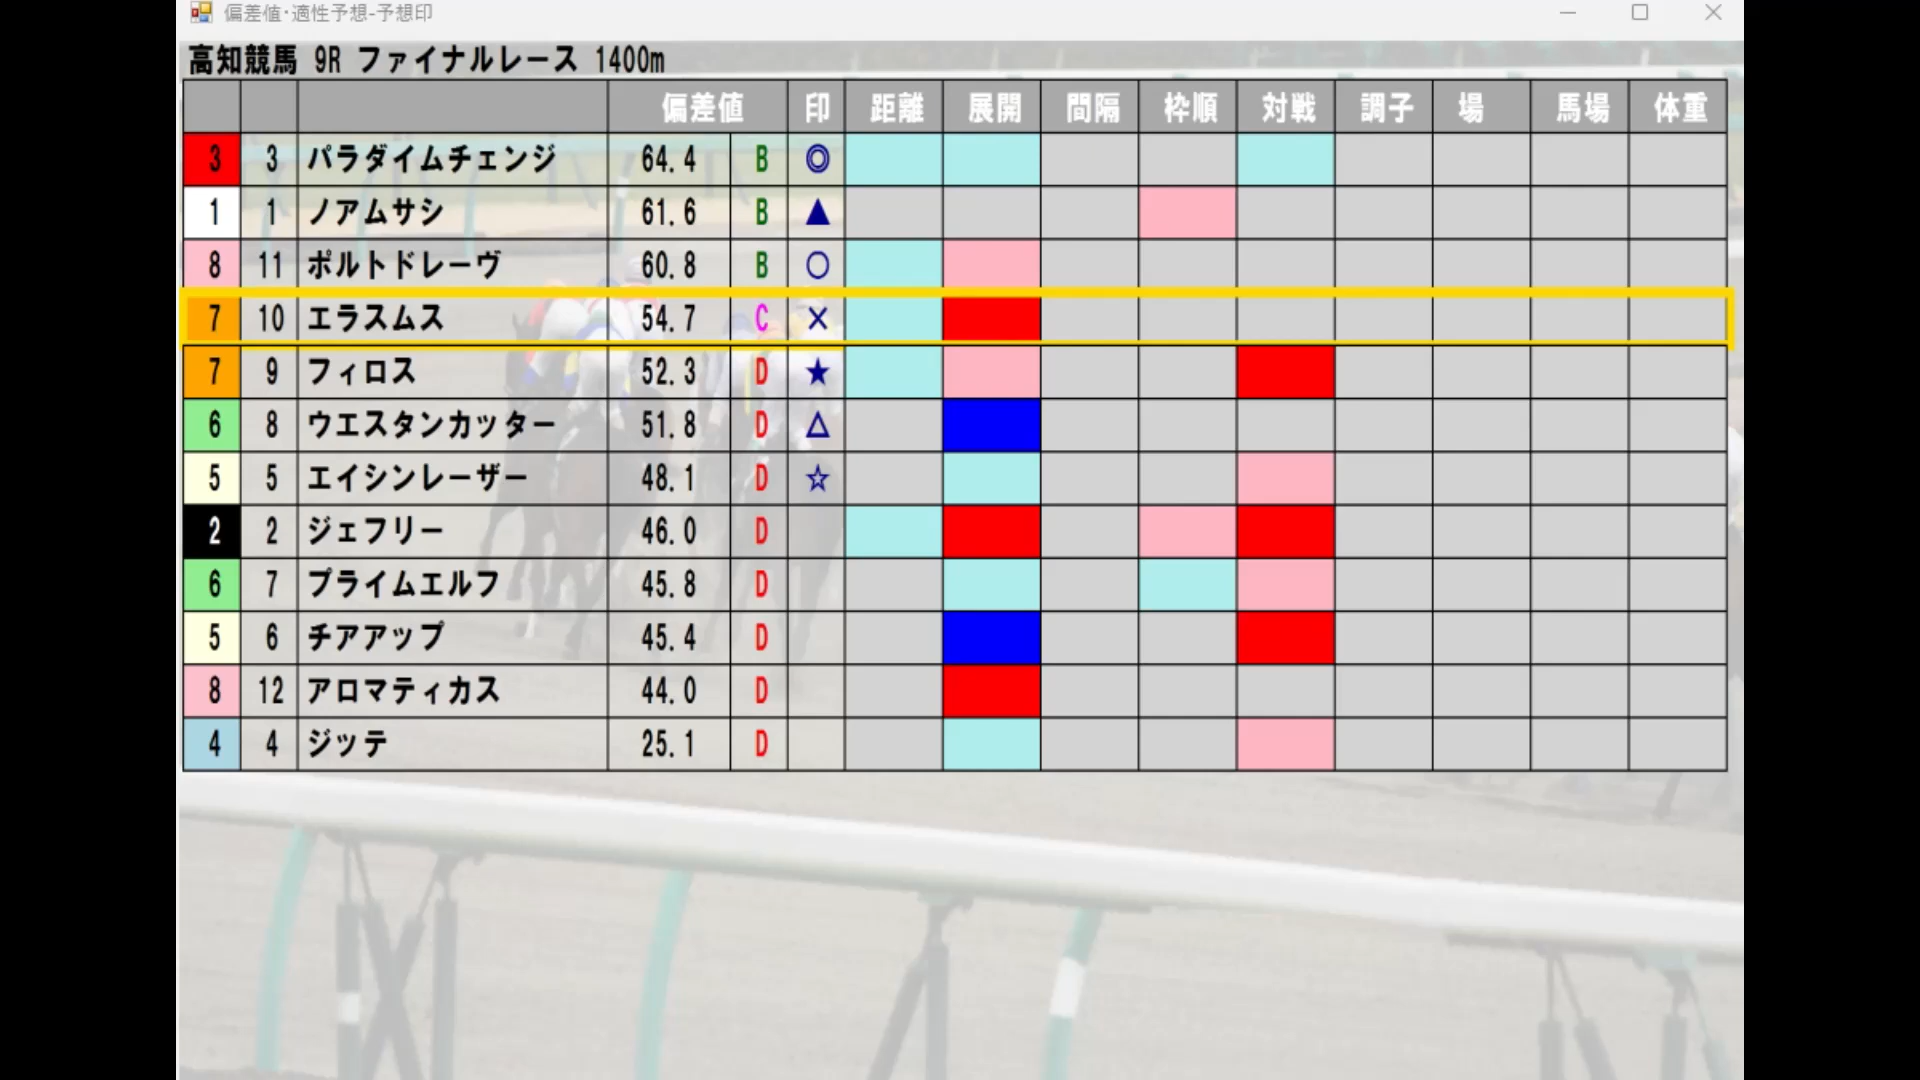 偏差値・適性予想-予想印
高知競馬 9R ファイナルレース 1400m
偏差値 印 距離 展開 間隔 枠順 対戦 調子 場 馬場 体重
3 3 パラダイムチェンジ 64.4 B ◎
1 1 ノアムサシ 61.6 B ▲
8 11 ポルトドレーヴ 60.8 B ○
7 10 エラスムス 54.7 C ×
7 9 フィロス 52.3 D ★
6 8 ウエスタンカッター 51.8 D △
5 5 エイシンレーザー 48.1 D ☆
2 2 ジェフリー 46.0 D
6 7 プライムエルフ 45.8 D
5 6 チアアップ 45.4 D
8 12 アロマティカス 44.0 D
4 4 ジッテ 25.1 D